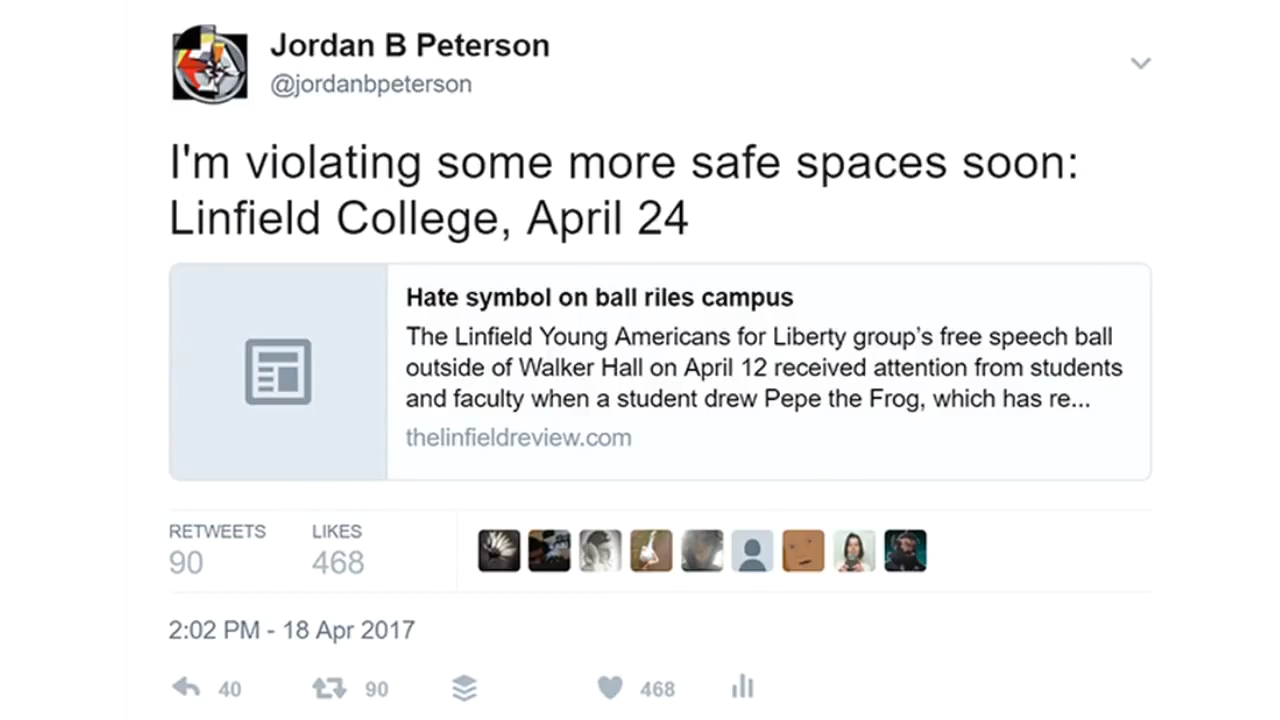 Jordan B Peterson
@jordanbpeterson
I'm violating some more safe spaces soon:
Linfield College, April 24
Hate symbol on ball riles campus
The Linfield Young Americans for Liberty group’s free speech ball
outside of Walker Hall on April 12 received attention from students
and faculty when a student drew Pepe the Frog, which has re...
thelinfieldreview.com
RETWEETS LIKES
90 468
2:02 PM - 18 Apr 2017
40 90 468